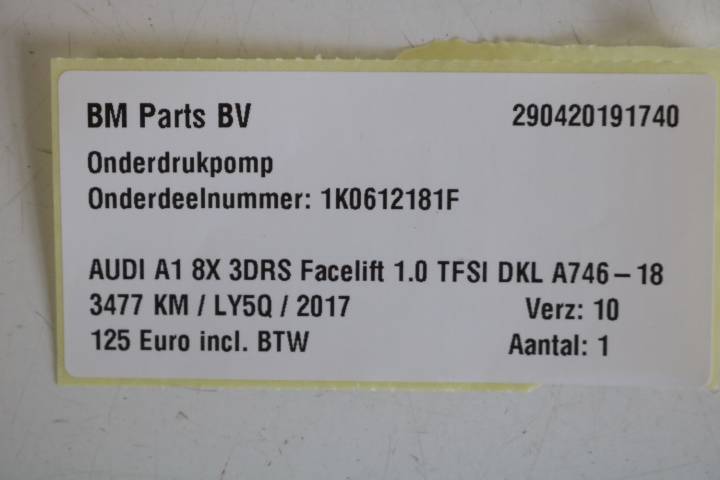 BM Parts BV 290420191740
Onderdrukpomp
Onderdeelnummer: 1K0612181F
AUDI A1 8X 3DRS Facelift 1.0 TFSI DKL A746-18
3477 KM / LY5Q / 2017 Verz: 10
125 Euro incl. BTW Aantal: 1